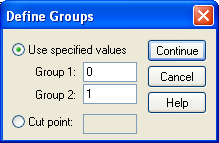 Define Groups
Use specified values
Group 1: 0
Group 2: 1
Cut point:
Continue
Cancel
Help